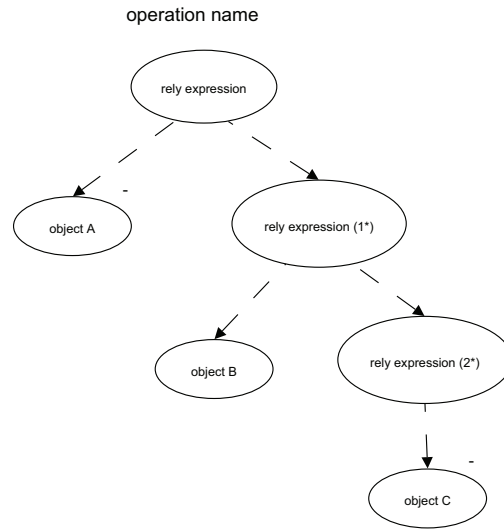 operation name
rely expression
-
object A
rely expression (1*)
object B
rely expression (2*)
-
object C